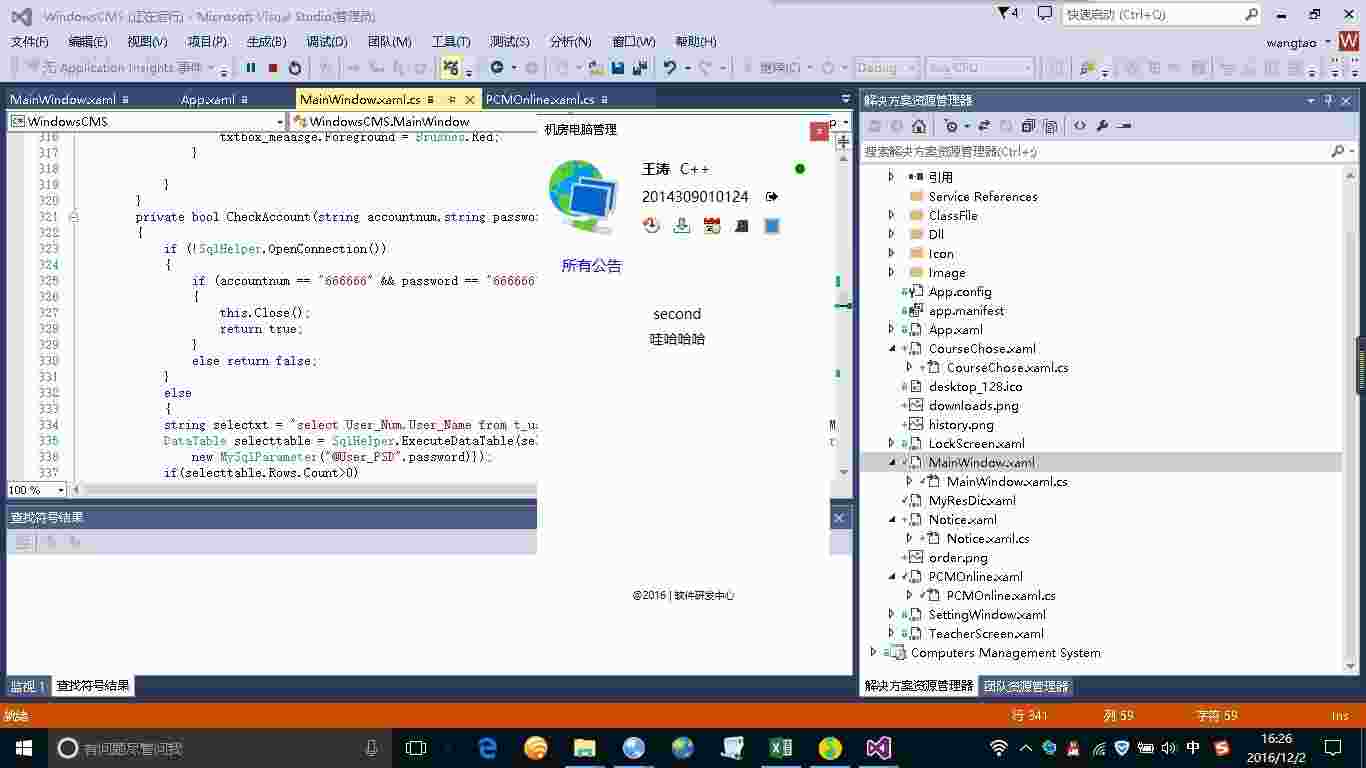 WindowsCMS (正在运行) - Microsoft Visual Studio(管理员)
4
快速启动 (Ctrl+Q)
文件(F) 编辑(E) 视图(V) 项目(P) 生成(B) 调试(D) 团队(M) 工具(T) 测试(S) 分析(N) 窗口(W) 帮助(H)
wangtao W
无 Application Insights 事件
继续(C) Debug Any CPU
MainWindow.xaml App.xaml MainWindow.xaml.cs PCMOnline.xaml.cs
WindowsCMS WindowsCMS.MainWindow
316 txtbox_message.Foreground = Brushes.Red;
317 }
318
319 }
320 }
321 private bool CheckAccount(string accountnum,string passwo
322 {
323 if (!SqlHelper.OpenConnection())
324 {
325 if (accountnum == "666666" && password == "666666
326 {
327 this.Close();
328 return true;
329 }
330 else return false;
331 }
332 else
333 {
334 string selectxt = "select User_Num,User_Name from t_us
335 DataTable selecttable = SqlHelper.ExecuteDataTable(se
336 new MySqlParameter("@User_PSD",password)});
337 if(selecttable.Rows.Count>0)
100 %
查找符号结果
监视 1 查找符号结果
机房电脑管理
王涛 C++
2014309010124
所有公告
second
哇哈哈哈
@2016 | 软件研发中心
解决方案资源管理器
搜索解决方案资源管理器(Ctrl+;)
引用
Service References
ClassFile
Dll
Icon
Image
App.config
app.manifest
App.xaml
CourseChose.xaml
CourseChose.xaml.cs
desktop_128.ico
downloads.png
history.png
LockScreen.xaml
MainWindow.xaml
MainWindow.xaml.cs
MyResDic.xaml
Notice.xaml
Notice.xaml.cs
order.png
PCMOnline.xaml
PCMOnline.xaml.cs
SettingWindow.xaml
TeacherScreen.xaml
Computers Management System
解决方案资源管理器 团队资源管理器
就绪 行 341 列 59 字符 59 Ins
有问题尽管问我
中
16:26
2016/12/2